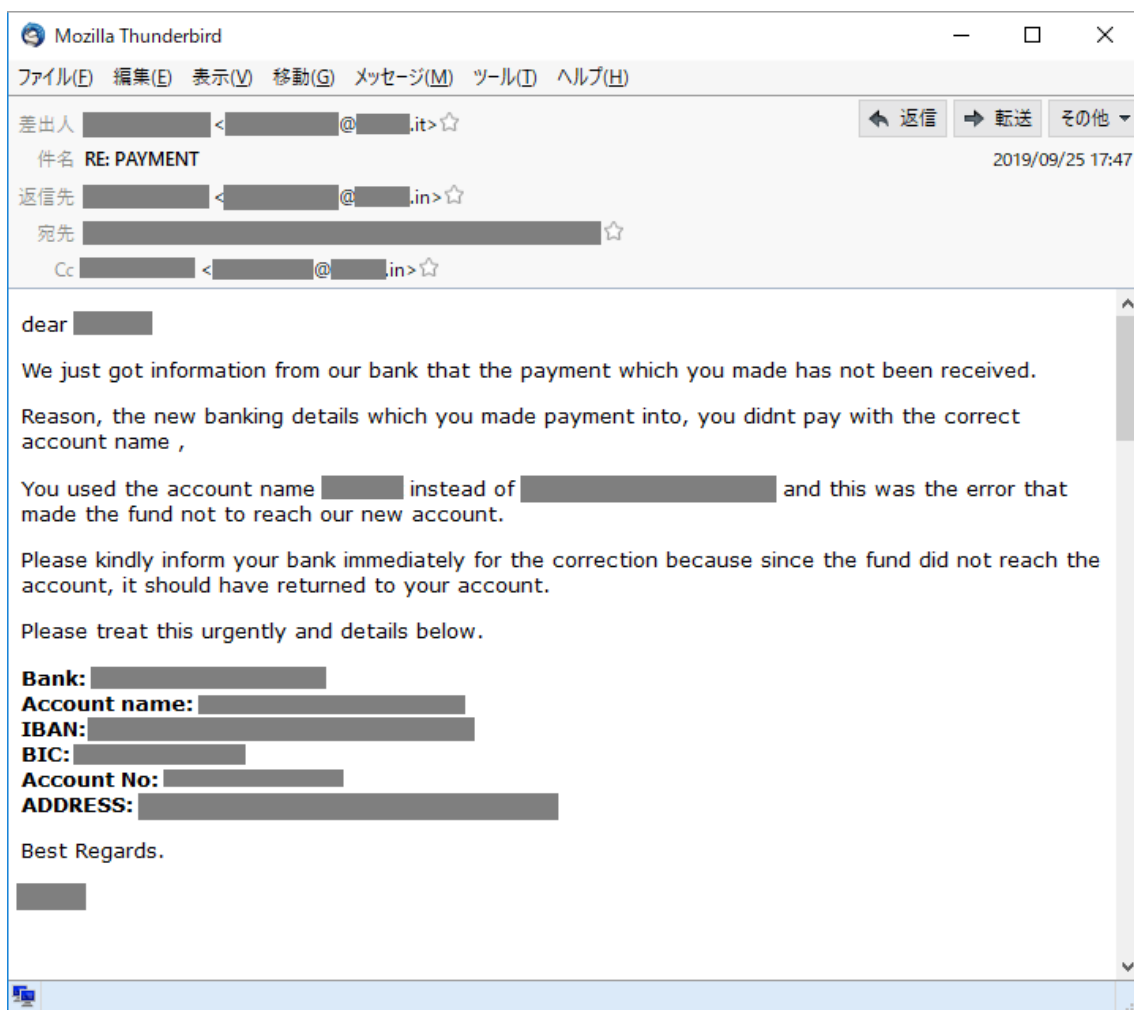 Mozilla Thunderbird
ファイル(F) 編集(E) 表示(V) 移動(G) メッセージ(M) ツール(T) ヘルプ(H)
差出人 < @ .it>
返信 転送 その他
件名 RE: PAYMENT
2019/09/25 17:47
返信先 < @ .in>
宛先
Cc < @ .in>
dear
We just got information from our bank that the payment which you made has not been received.
Reason, the new banking details which you made payment into, you didnt pay with the correct
account name ,
You used the account name instead of and this was the error that
made the fund not to reach our new account.
Please kindly inform your bank immediately for the correction because since the fund did not reach the
account, it should have returned to your account.
Please treat this urgently and details below.
Bank:
Account name:
IBAN:
BIC:
Account No:
ADDRESS:
Best Regards.